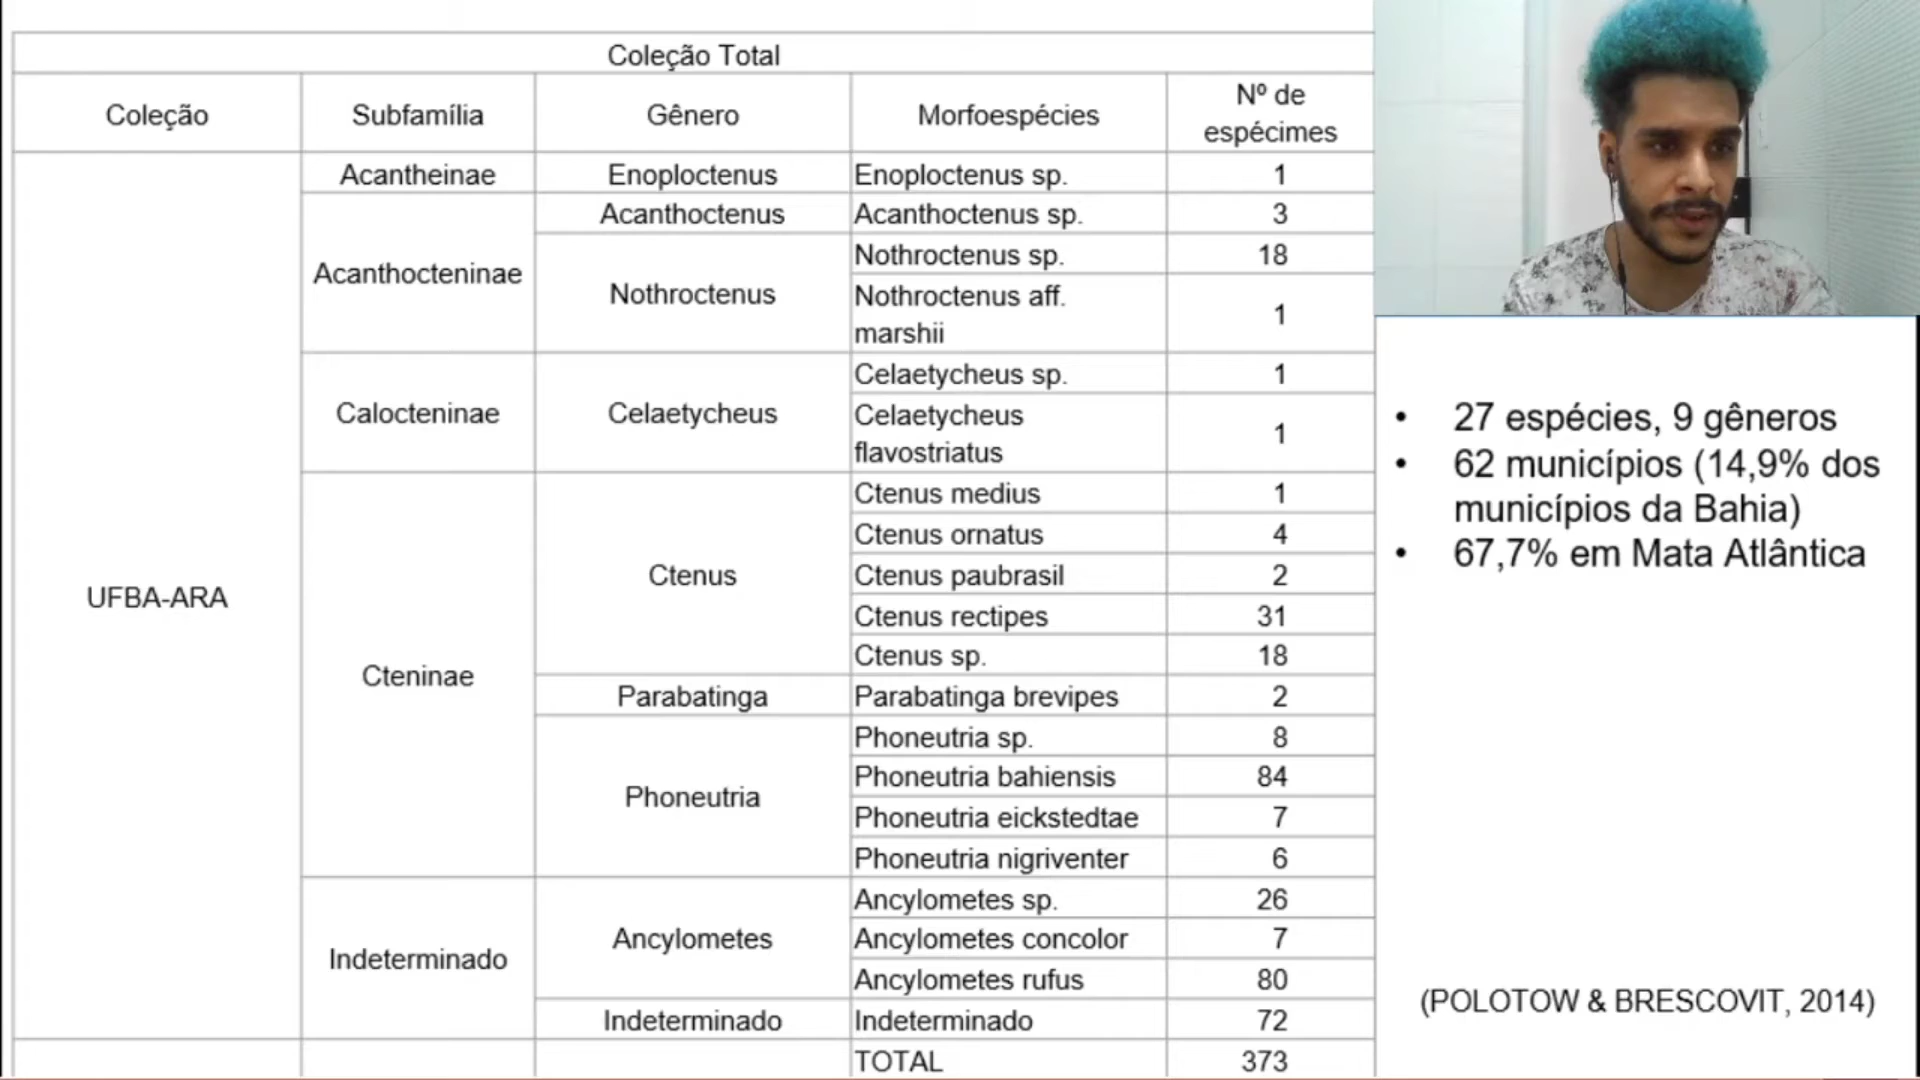 Coleção Total
Coleção Subfamília Gênero Morfoespécies Nº de espécimes
UFBA-ARA
Acantheinae Enoploctenus Enoploctenus sp. 1
Acanthocteninae Acanthoctenus Acanthoctenus sp. 3
Nothroctenus Nothroctenus sp. 18
Nothroctenus aff. marshii 1
Calocteninae Celaetycheus Celaetycheus sp. 1
Celaetycheus flavostriatus 1
Cteninae Ctenus Ctenus medius 1
Ctenus ornatus 4
Ctenus paubrasil 2
Ctenus rectipes 31
Ctenus sp. 18
Parabatinga Parabatinga brevipes 2
Phoneutria Phoneutria sp. 8
Phoneutria bahiensis 84
Phoneutria eickstedtae 7
Phoneutria nigriventer 6
Indeterminado Ancylometes Ancylometes sp. 26
Ancylometes concolor 7
Ancylometes rufus 80
Indeterminado Indeterminado 72
TOTAL 373
• 27 espécies, 9 gêneros
• 62 municípios (14,9% dos
municípios da Bahia)
• 67,7% em Mata Atlântica
(POLOTOW & BRESCOVIT, 2014)